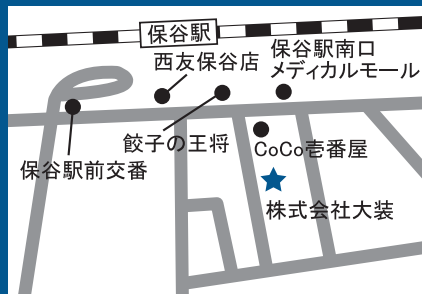 保谷駅
西友保谷店
保谷駅南口
メディカルモール
餃子の王将
CoCo壱番屋
保谷駅前交番
株式会社大装